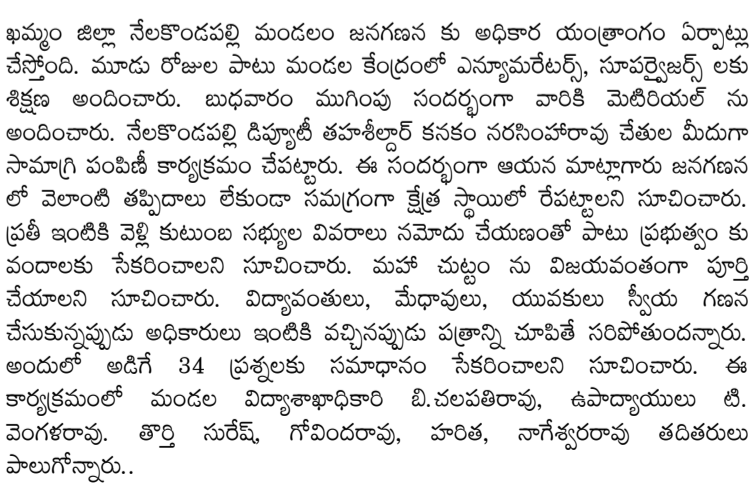 ఖమ్మం జిల్లా నేలకొండపల్లి మండలం జనగణన కు అధికార యంత్రాంగం ఏర్పాట్లు
చేస్తోంది. మూడు రోజుల పాటు మండల కేంద్రంలో ఎన్యూమరేటర్స్, సూపర్వైజర్స్ లకు
శిక్షణ అందించారు. బుధవారం ముగింపు సందర్భంగా వారికి మెటిరియల్ ను
అందించారు. నేలకొండపల్లి డిప్యూటీ తహశీల్దార్ కనకం నరసింహారావు చేతుల మీదుగా
సామాగ్రి పంపిణీ కార్యక్రమం చేపట్టారు. ఈ సందర్భంగా ఆయన మాట్లాగారు జనగణన
లో వెలాంటి తప్పిదాలు లేకుండా సమగ్రంగా క్షేత్ర స్థాయిలో రేపట్టాలని సూచించారు.
ప్రతీ ఇంటికి వెళ్లి కుటుంబ సభ్యుల వివరాలు నమోదు చేయణంతో పాటు ప్రభుత్వం కు
వందాలకు సేకరించాలని సూచించారు. మహా చుట్టం ను విజయవంతంగా పూర్తి
చేయాలని సూచించారు. విద్యావంతులు, మేధావులు, యువకులు స్వీయ గణన
చేసుకున్నప్పుడు అధికారులు ఇంటికి వచ్చినప్పుడు పత్రాన్ని చూపితే సరిపోతుందన్నారు.
అందులో అడిగే 34 ప్రశ్నలకు సమాధానం సేకరించాలని సూచించారు. ఈ
కార్యక్రమంలో మండల విద్యాశాఖాధికారి బి.చలపతిరావు, ఉపాద్యాయులు టి.
వెంగళరావు. తొర్తి సురేష్, గోవిందరావు, హరిత, నాగేశ్వరరావు తదితరులు
పాలుగోన్నారు..